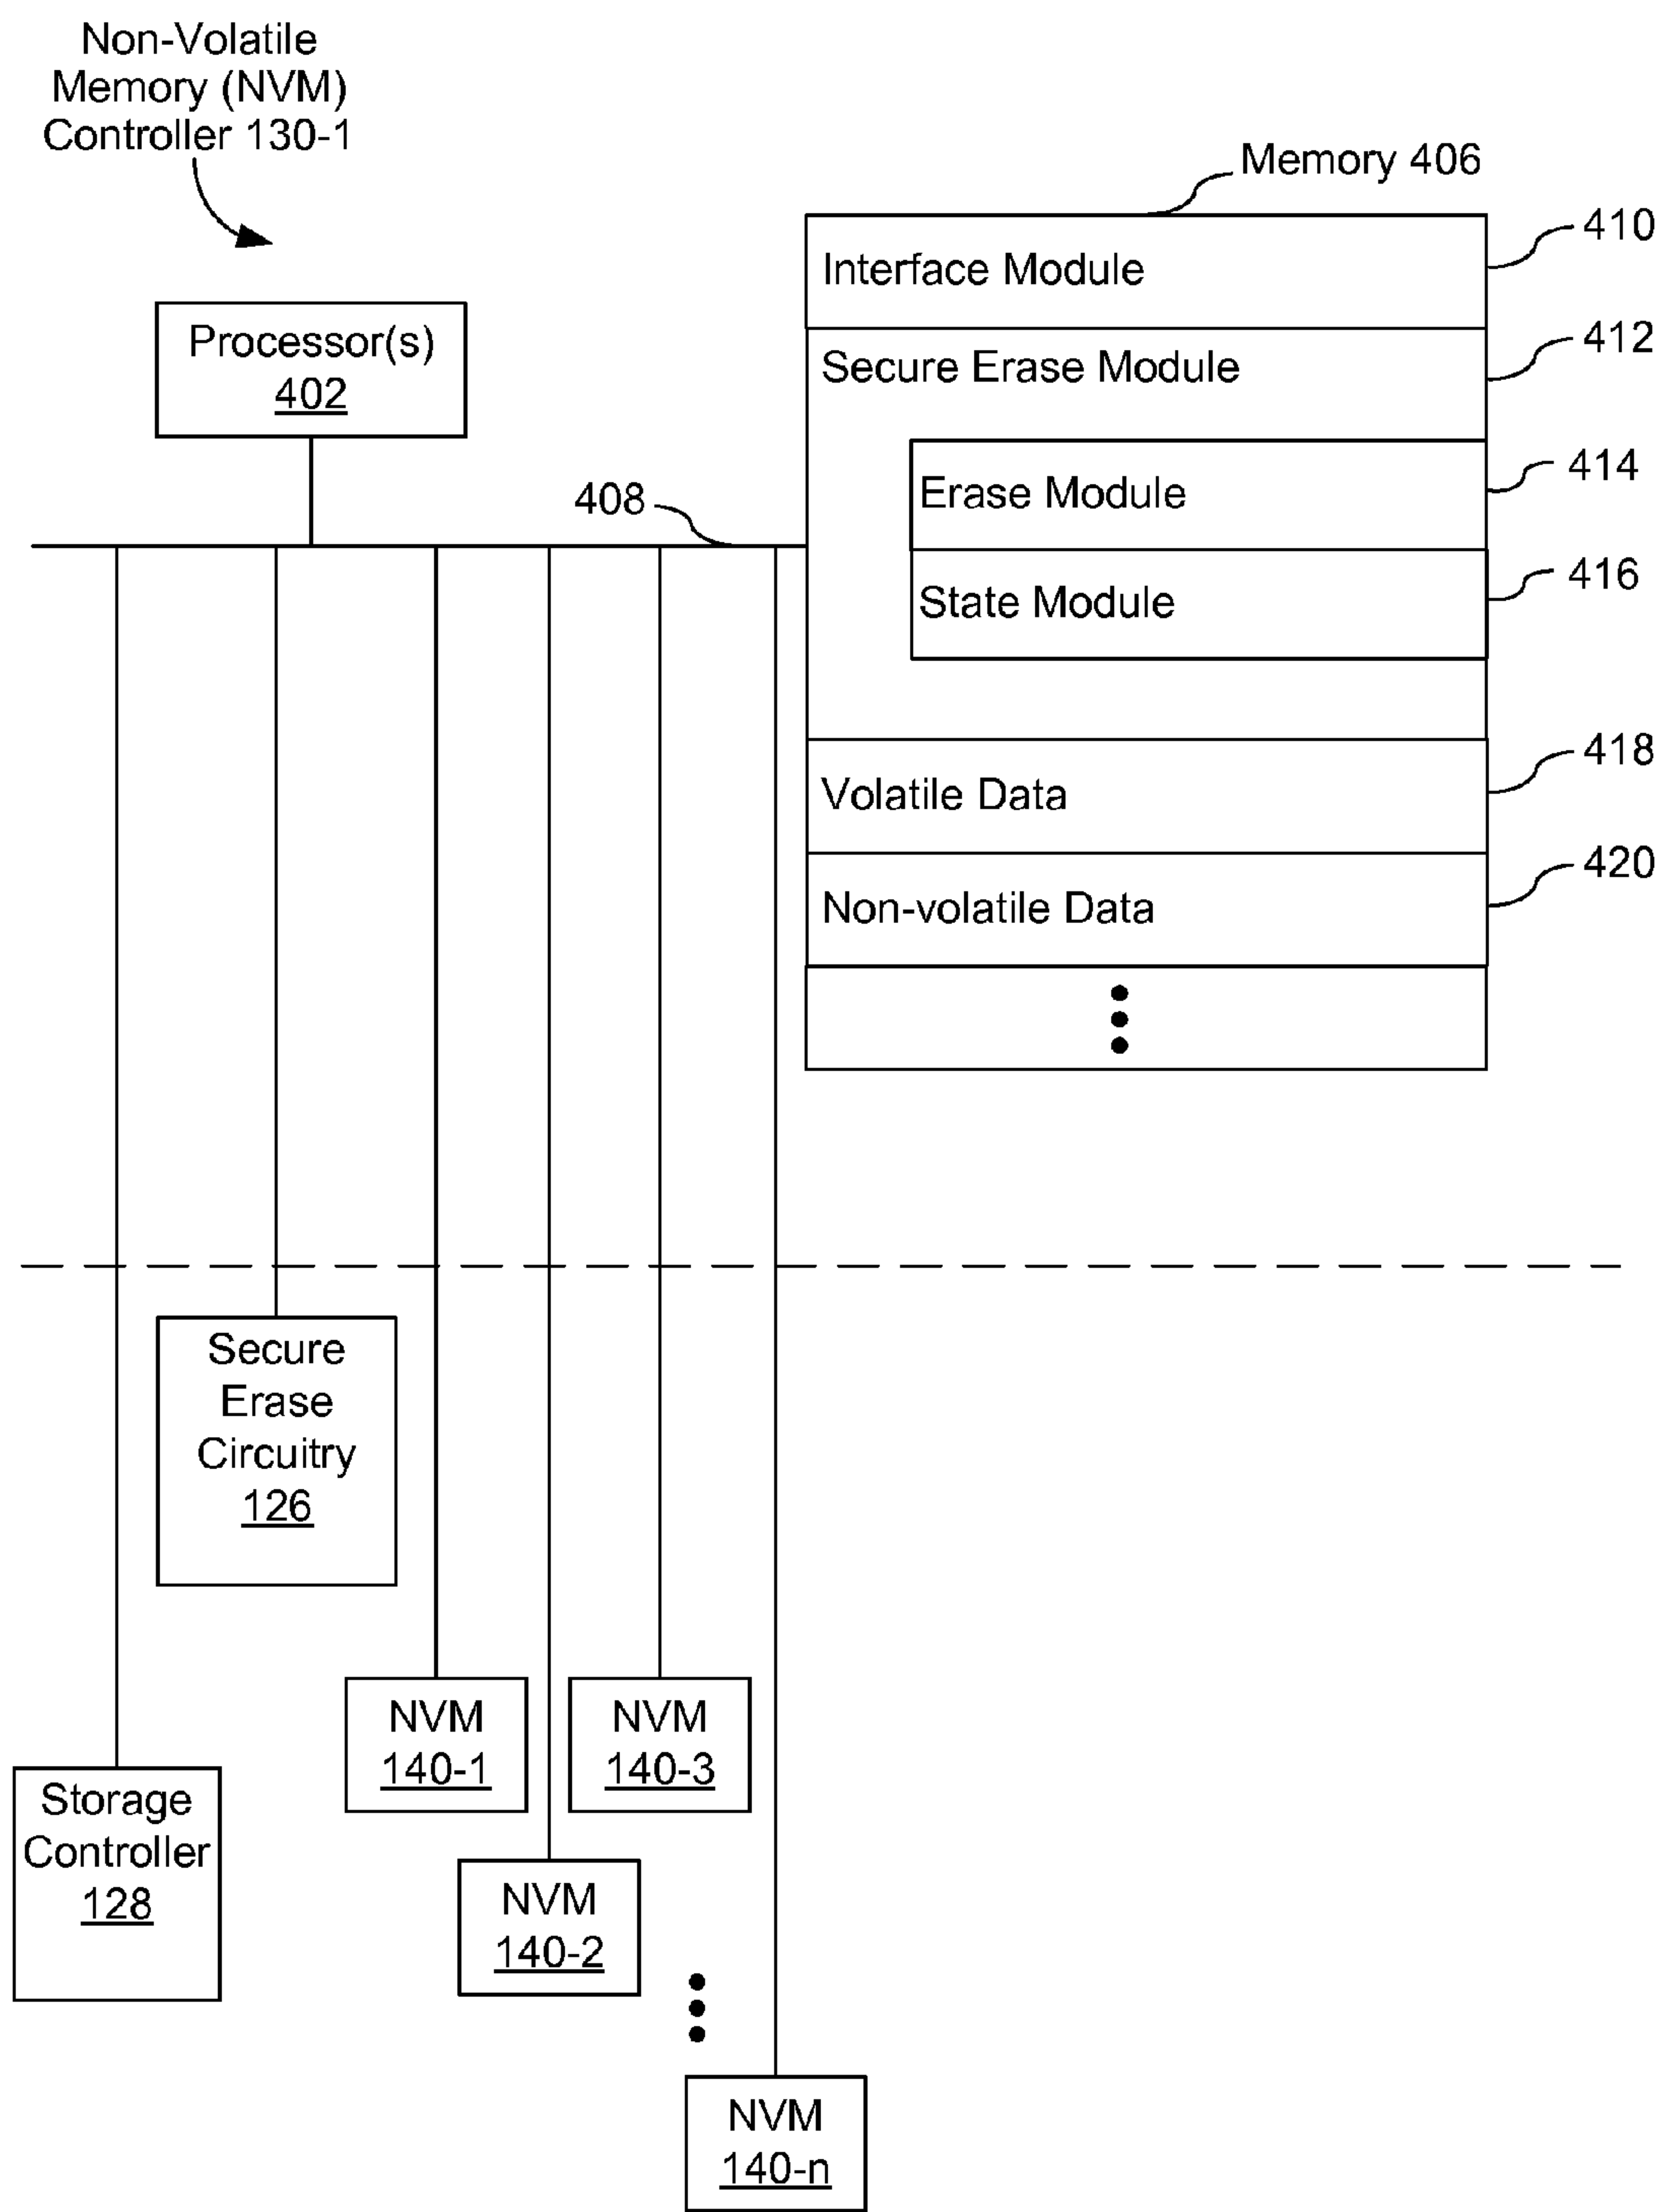 Non-Volatile
Memory (NVM)
Controller 130-1
Memory 406
410
Interface Module
Processor(s)
402
412
Secure Erase Module
414
Erase Module
408
416
State Module
418
Volatile Data
420
Non-volatile Data
Secure
Erase
Circuitry
126
NVM
140-1
NVM
140-3
Storage
Controller
128
NVM
140-2
NVM
140-n